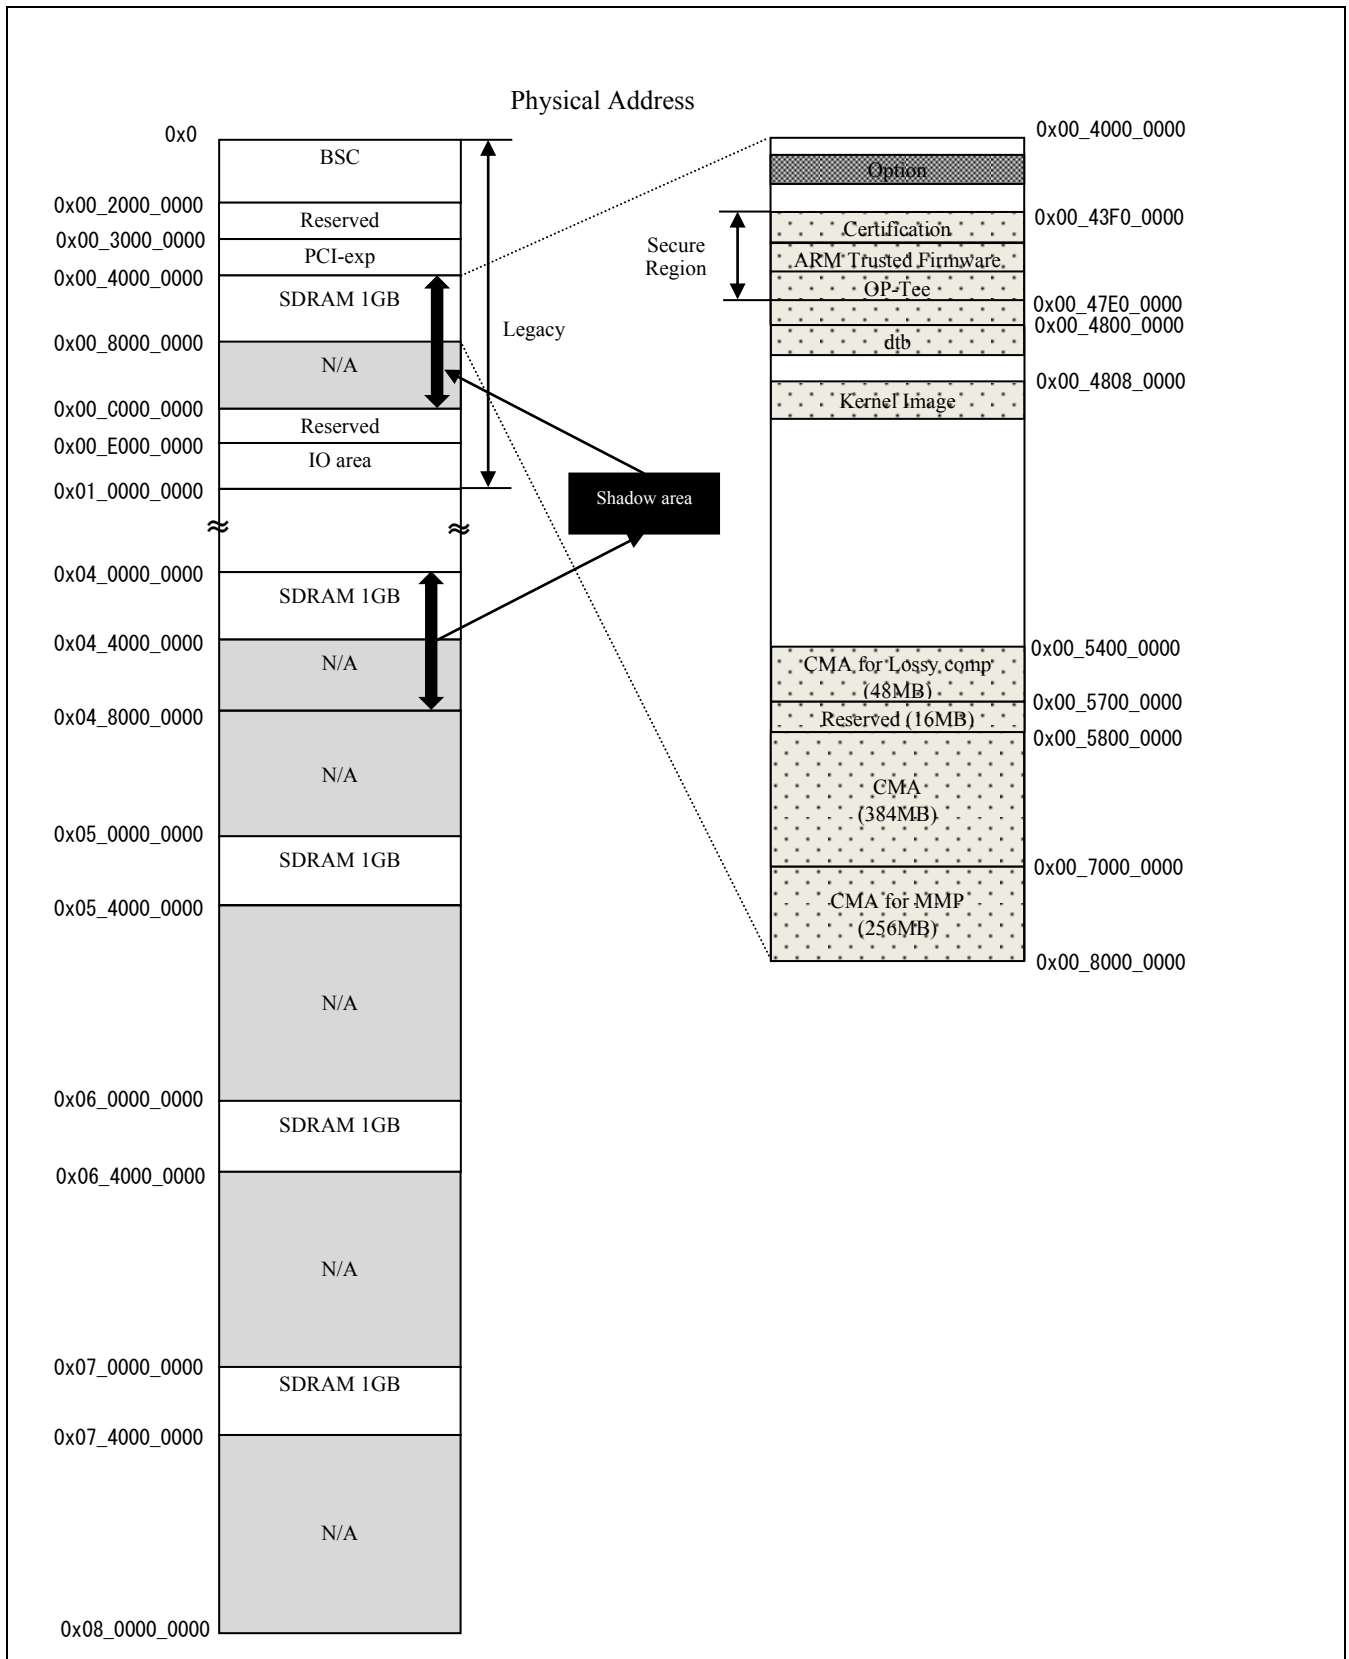 Physical Address
0x0
BSC
0x00_2000_0000
Reserved
0x00_3000_0000
PCI-exp
0x00_4000_0000
SDRAM 1GB
0x00_8000_0000
N/A
0x00_C000_0000
Reserved
0x00_E000_0000
IO area
0x01_0000_0000
Legacy
Shadow area
0x04_0000_0000
SDRAM 1GB
0x04_4000_0000
N/A
0x04_8000_0000
N/A
0x05_0000_0000
SDRAM 1GB
0x05_4000_0000
N/A
0x06_0000_0000
SDRAM 1GB
0x06_4000_0000
N/A
0x07_0000_0000
SDRAM 1GB
0x07_4000_0000
N/A
0x08_0000_0000
0x00_4000_0000
Option
0x00_43F0_0000
Secure
Region
Certification
ARM Trusted Firmware
OP-Tee
0x00_47E0_0000
0x00_4800_0000
dtb
0x00_4808_0000
Kernel Image
0x00_5400_0000
CMA for Lossy comp
(48MB)
0x00_5700_0000
Reserved (16MB)
0x00_5800_0000
CMA
(384MB)
0x00_7000_0000
CMA for MMP
(256MB)
0x00_8000_0000